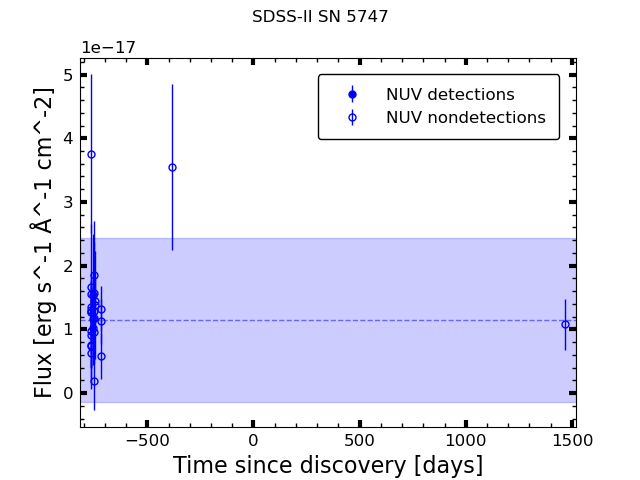 SDSS-II SN 5747
1e−17
NUV detections
NUV nondetections
5
4
3
2
1
0
Flux [erg s^-1 Å^-1 cm^-2]
−500
0
500
1000
1500
Time since discovery [days]